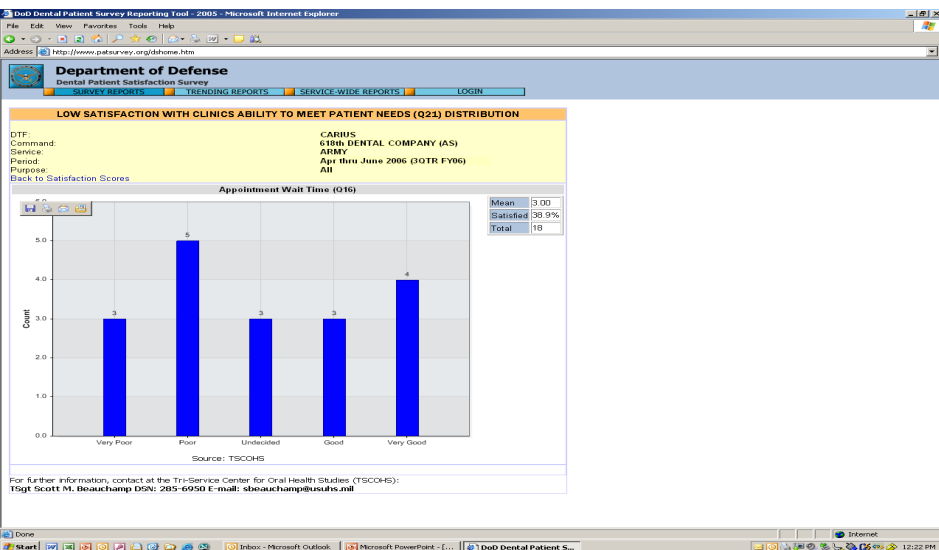 DoD Dental Patient Survey Reporting Tool - 2005 - Microsoft Internet Explorer
File Edit View Favorites Tools Help
Address http://www.patsurvey.org/dshome.htm
Department of Defense
Dental Patient Satisfaction Survey
SURVEY REPORTS TRENDING REPORTS SERVICE-WIDE REPORTS LOGIN
LOW SATISFACTION WITH CLINICS ABILITY TO MEET PATIENT NEEDS (Q21) DISTRIBUTION
DTF: CARIUS
Command: 618th DENTAL COMPANY (AS)
Service: ARMY
Period: Apr thru June 2006 (3QTR FY06)
Purpose: All
Back to Satisfaction Scores
Appointment Wait Time (Q16)
Mean 3.00
Satisfied 38.9%
Total 18
5.0
4.0
3.0
2.0
1.0
0.0
Count
3 5 3 3 4
Very Poor Poor Undecided Good Very Good
Source: TSCOHS
For further information, contact at the Tri-Service Center for Oral Health Studies (TSCOHS):
TSgt Scott M. Beauchamp DSN: 285-6950 E-mail: sbeauchamp@usuhs.mil
Done Internet
Start Inbox - Microsoft Outlook Microsoft PowerPoint - [... DoD Dental Patient S... 12:22 PM